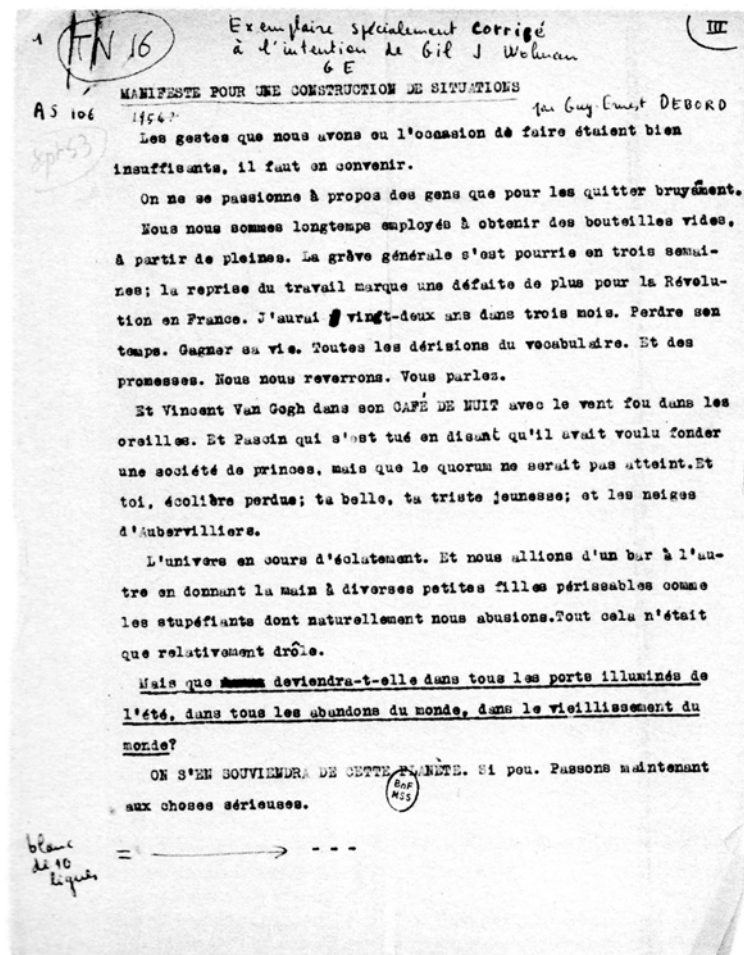 1
TN 16
Exemplaire spécialement corrigé
à l'intention de Gil J Wolman
G E
III
MANIFESTE POUR UNE CONSTRUCTION DE SITUATIONS
AS 106
par Guy-Ernest DEBORD
sept 53
Les gestes que nous avons eu l'occasion de faire étaient bien
insuffisants, il faut en convenir.
On ne se passionne à propos des gens que pour les quitter bruyamment.
Nous nous sommes longtemps employés à obtenir des bouteilles vides,
à partir de pleines. La grève générale s'est pourrie en trois semai-
nes; la reprise du travail marque une défaite de plus pour la Révolu-
tion en France. J'aurai vingt-deux ans dans trois mois. Perdre son
temps. Gagner sa vie. Toutes les dérisions du vocabulaire. Et des
promesses. Nous nous reverrons. Vous parlez.
Et Vincent Van Gogh dans son CAFÉ DE NUIT avec le vent fou dans les
oreilles. Et Pascin qui s'est tué en disant qu'il avait voulu fonder
une société de princes, mais que le quorum ne serait pas atteint.Et
toi, écolière perdue; ta belle, ta triste jeunesse; et les neiges
d'Aubervilliers.
L'univers en cours d'éclatement. Et nous allions d'un bar à l'au-
tre en donnant la main à diverses petites filles périssables comme
les stupéfiants dont naturellement nous abusions.Tout cela n'était
que relativement drôle.
Mais que deviendra-t-elle dans tous les ports illuminés de
l'été, dans tous les abandons du monde, dans le vieillissement du
monde?
ON S'EN SOUVIENDRA DE CETTE PLANÈTE. Si peu. Passons maintenant
aux choses sérieuses.
BnF
MSS
blanc
de 10
lignes
= ⟶ - - -